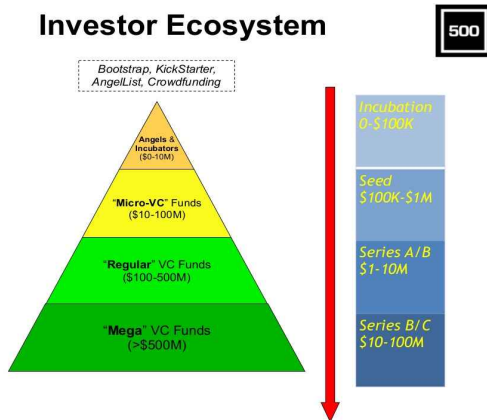 Investor Ecosystem
500
Bootstrap, KickStarter,
AngelList, Crowdfunding
Angels &
Incubators
($0-10M)
"Micro-VC" Funds
($10-100M)
"Regular" VC Funds
($100-500M)
"Mega" VC Funds
(>$500M)
Incubation
0-$100K
Seed
$100K-$1M
Series A/B
$1-10M
Series B/C
$10-100M